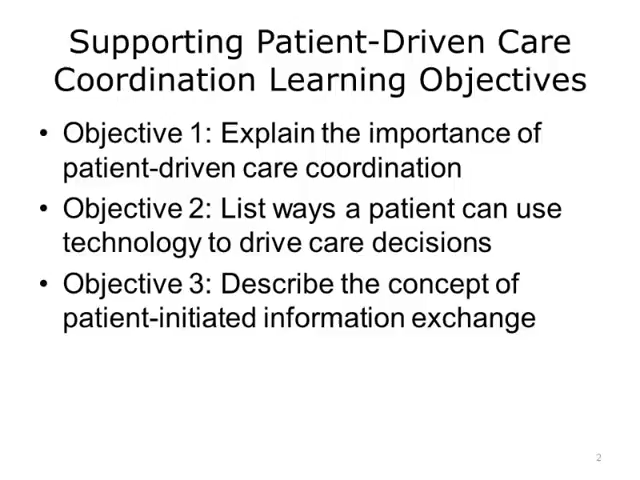 Supporting Patient-Driven Care
Coordination Learning Objectives
• Objective 1: Explain the importance of
patient-driven care coordination
• Objective 2: List ways a patient can use
technology to drive care decisions
• Objective 3: Describe the concept of
patient-initiated information exchange
2